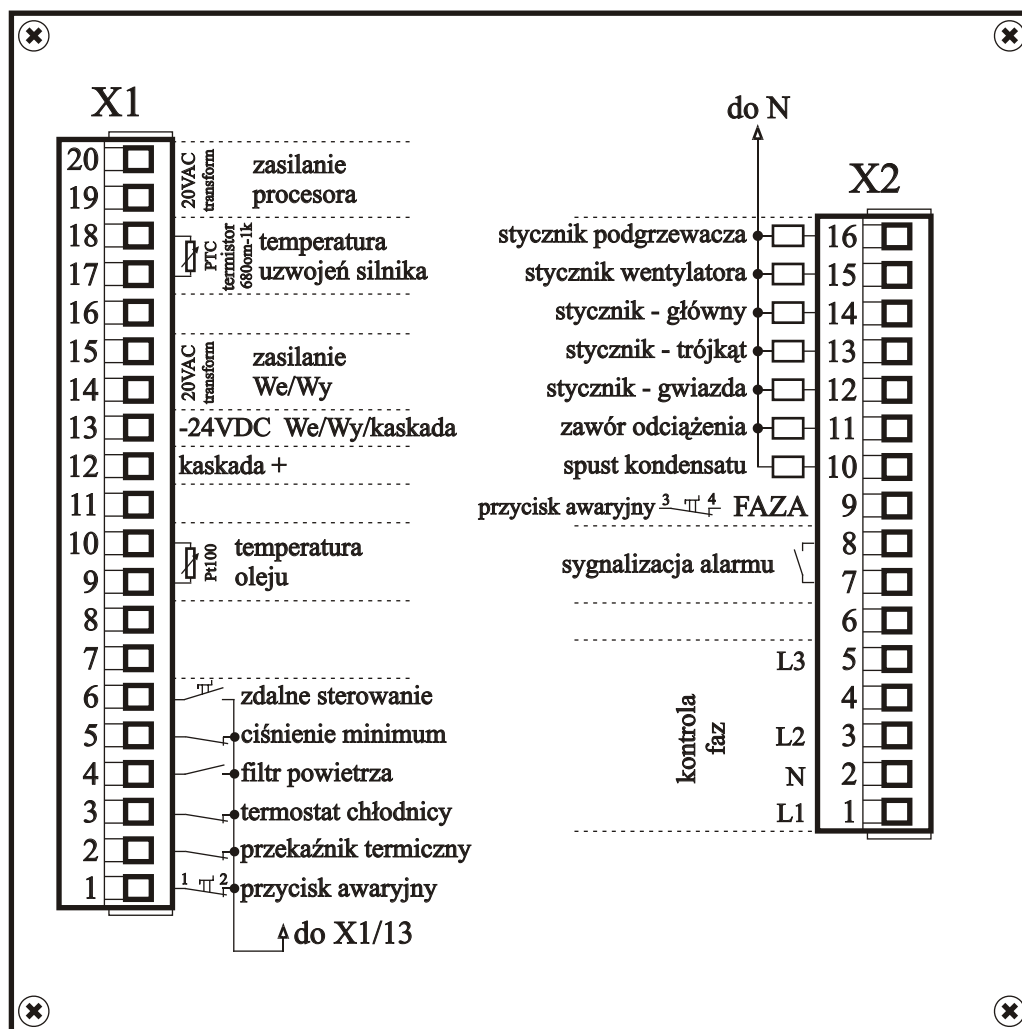 X1
20
19
20VAC
transform
zasilanie
procesora
18
17
PTC
termistor
680om-1k
temperatura
uzwojeń silnika
16
15
14
20VAC
transform
zasilanie
We/Wy
13
-24VDC We/Wy/kaskada
12
kaskada +
11
10
9
Pt100
temperatura
oleju
8
7
6
zdalne sterowanie
5
ciśnienie minimum
4
filtr powietrza
3
termostat chłodnicy
2
przekaźnik termiczny
1
1 2
przycisk awaryjny
do X1/13
do N
X2
stycznik podgrzewacza 16
stycznik wentylatora 15
stycznik - główny 14
stycznik - trójkąt 13
stycznik - gwiazda 12
zawór odciążenia 11
spust kondensatu 10
przycisk awaryjny 3 4 FAZA 9
8
sygnalizacja alarmu
7
6
L3 5
4
kontrola
faz
L2 3
N 2
L1 1